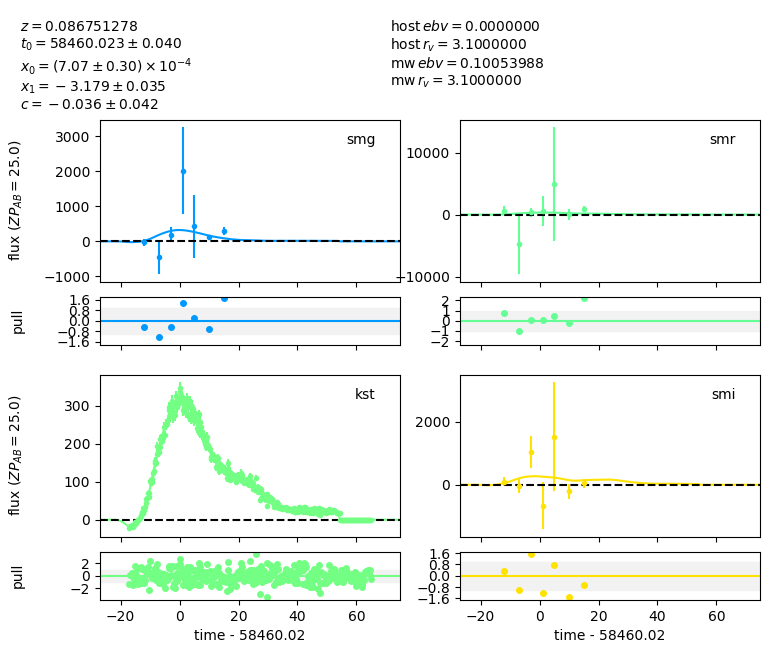 z = 0.086751278
t₀ = 58460.023 ± 0.040
x₀ = (7.07 ± 0.30) × 10⁻⁴
x₁ = −3.179 ± 0.035
c = −0.036 ± 0.042
host ebv = 0.0000000
host r_v = 3.1000000
mw ebv = 0.10053988
mw r_v = 3.1000000
smg
3000
2000
1000
0
−1000
flux (ZP_AB = 25.0)
smr
10000
0
−10000
1.6
0.8
0.0
−0.8
−1.6
pull
2
1
0
−1
−2
kst
300
200
100
0
flux (ZP_AB = 25.0)
smi
2000
0
2
0
−2
pull
−20 0 20 40 60
time - 58460.02
1.6
0.8
0.0
−0.8
−1.6
−20 0 20 40 60
time - 58460.02